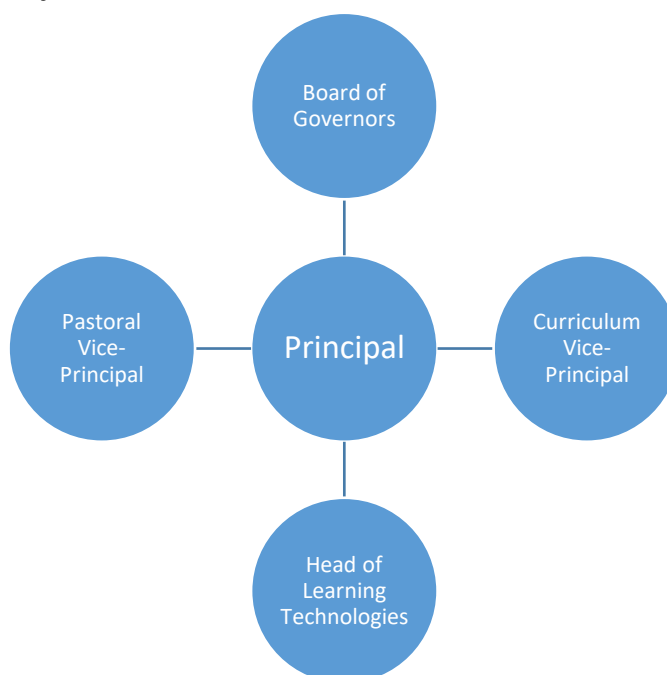 Board of
Governors
Pastoral
Vice-
Principal
Principal
Curriculum
Vice-
Principal
Head of
Learning
Technologies